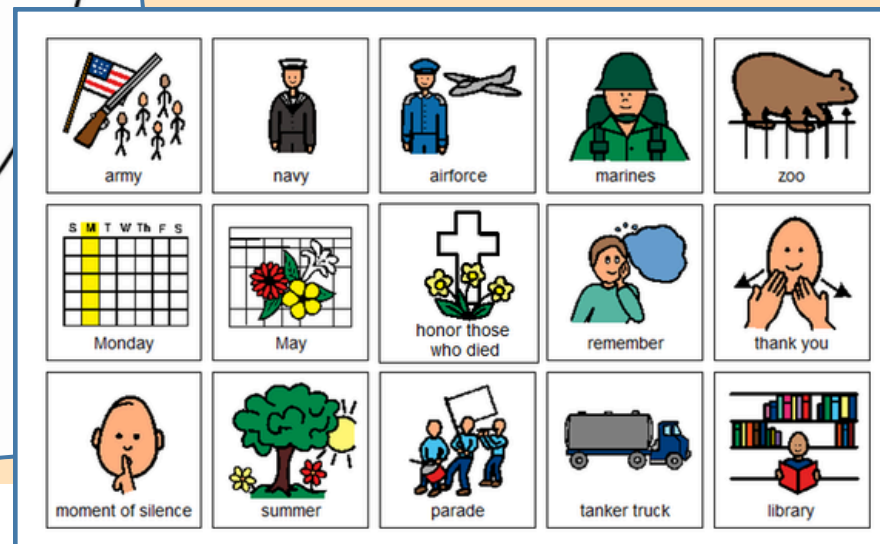 army
navy
airforce
marines
zoo
S M T W Th F S
Monday
May
honor those
who died
remember
thank you
moment of silence
summer
parade
tanker truck
library